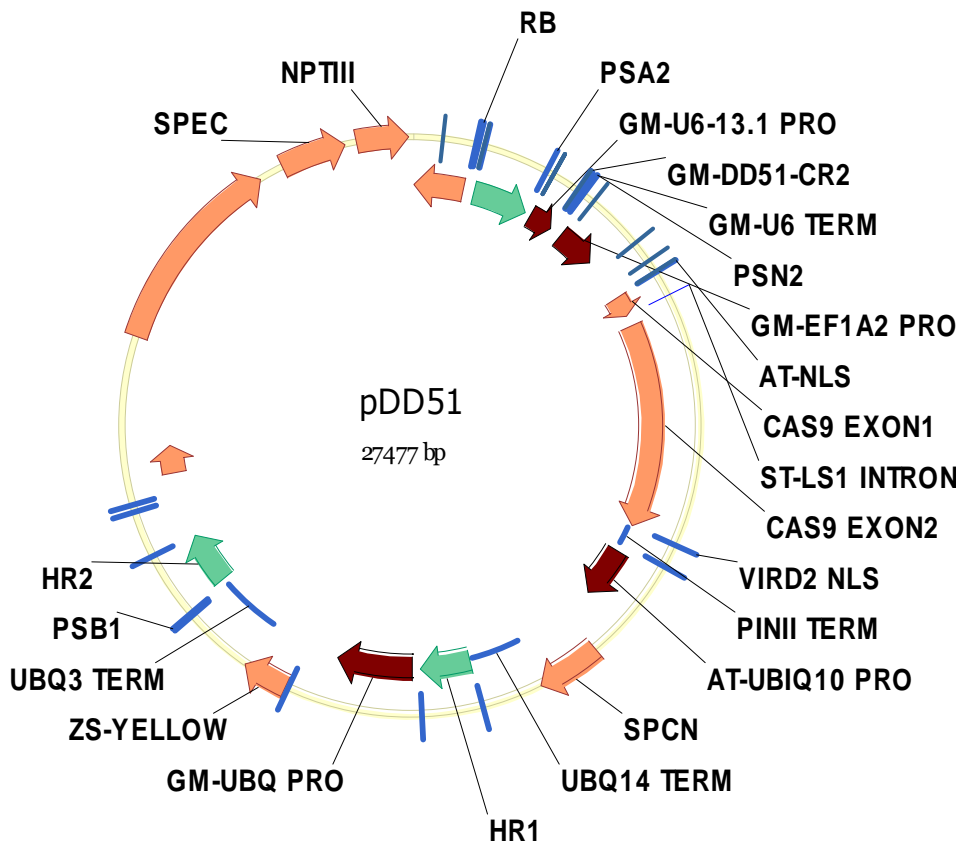 RB
NPTIII
PSA2
SPEC
GM-U6-13.1 PRO
GM-DD51-CR2
GM-U6 TERM
PSN2
GM-EF1A2 PRO
AT-NLS
CAS9 EXON1
ST-LS1 INTRON
CAS9 EXON2
pDD51
27477 bp
VIRD2 NLS
HR2
PINII TERM
PSB1
AT-UBIQ10 PRO
UBQ3 TERM
SPCN
ZS-YELLOW
GM-UBQ PRO
UBQ14 TERM
HR1